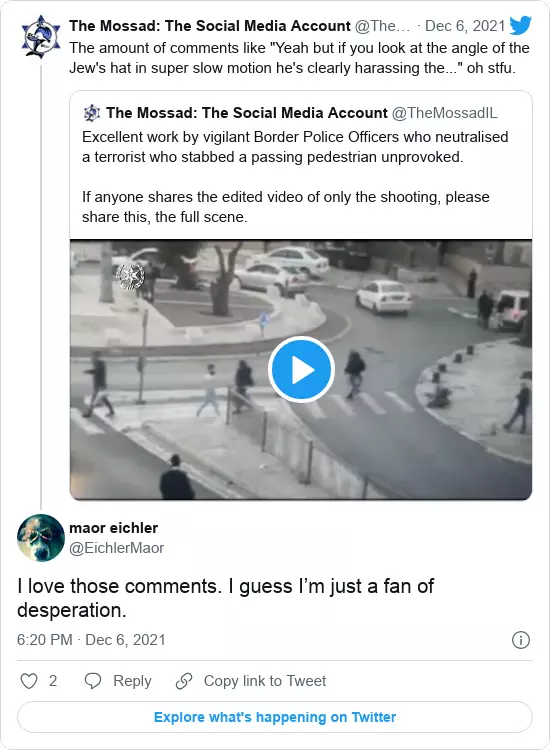 The Mossad: The Social Media Account @The… · Dec 6, 2021
The amount of comments like "Yeah but if you look at the angle of the
Jew's hat in super slow motion he's clearly harassing the..." oh stfu.
The Mossad: The Social Media Account @TheMossadIL
Excellent work by vigilant Border Police Officers who neutralised
a terrorist who stabbed a passing pedestrian unprovoked.
If anyone shares the edited video of only the shooting, please
share this, the full scene.
maor eichler
@EichlerMaor
I love those comments. I guess I’m just a fan of
desperation.
6:20 PM · Dec 6, 2021
2 Reply Copy link to Tweet
Explore what's happening on Twitter